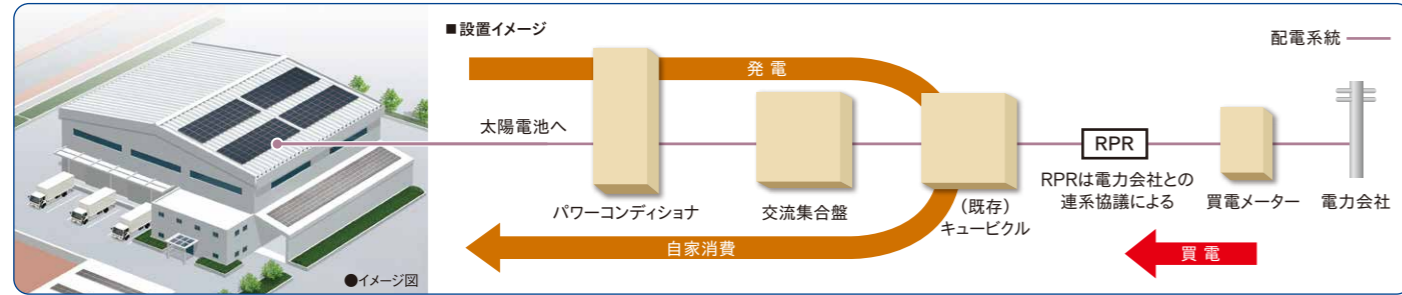 ■設置イメージ
配電系統
発電
太陽電池へ
RPR
パワーコンディショナ
交流集合盤
(既存)
キュービクル
RPRは電力会社との
連系協議による
買電メーター
電力会社
自家消費
買電
●イメージ図